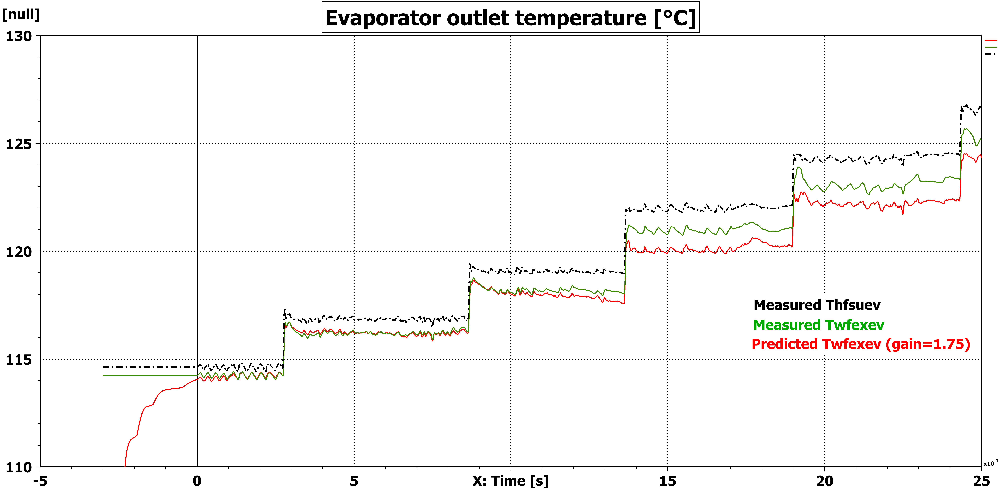 Evaporator outlet temperature [°C]
[null]
130
125
120
115
110
Measured Thfsuev
Measured Twfexev
Predicted Twfexev (gain=1.75)
x10 3
-5 0 5 X: Time [s] 15 20 25